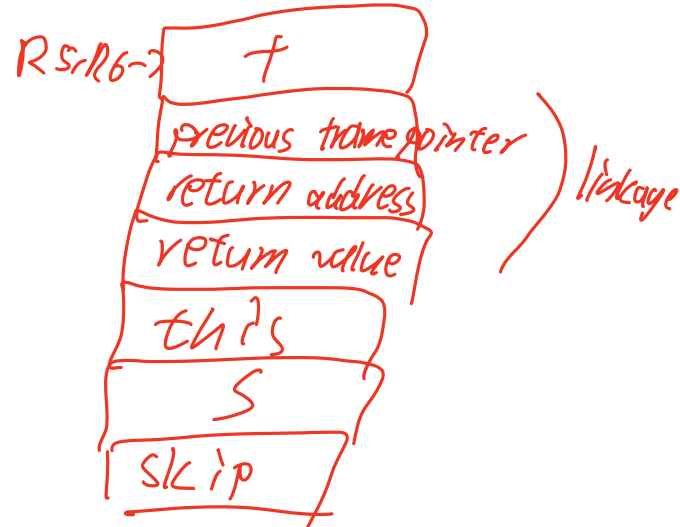 R5,R6→ f
previous frame pointer
return address
linkage
return value
this
S
skip